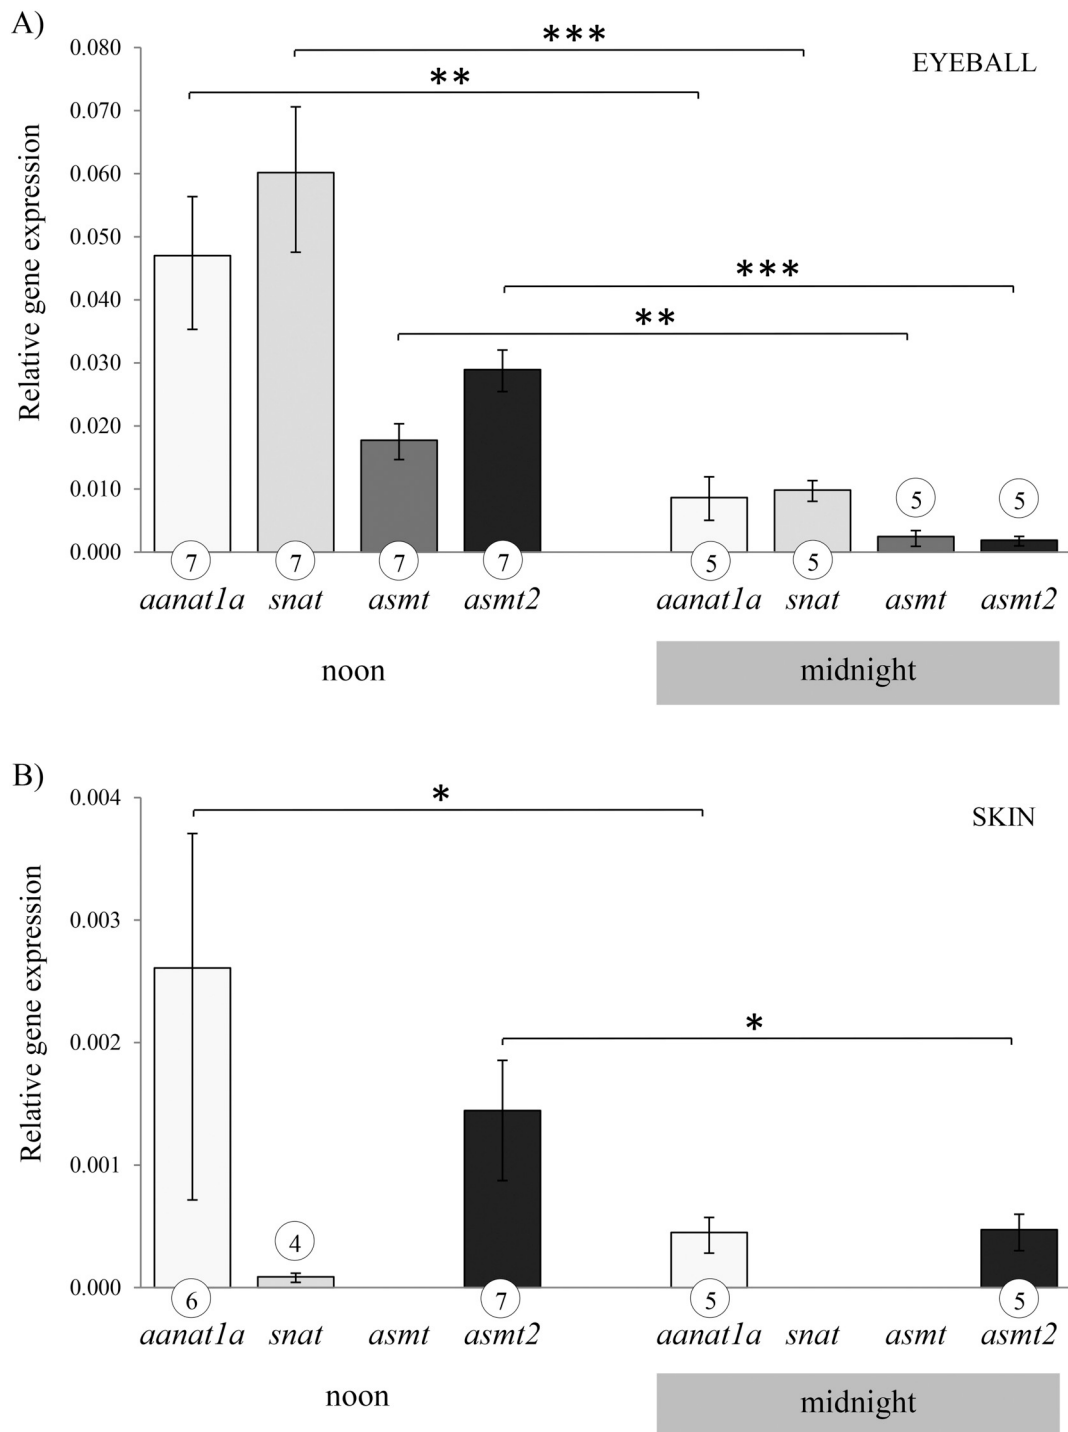 A)
EYEBALL
Relative gene expression
0.080
0.070
0.060
0.050
0.040
0.030
0.020
0.010
0.000
***
**
***
**
5 5
7 7 7 7 5 5
aanat1a snat asmt asmt2 aanat1a snat asmt asmt2
noon midnight
B)
SKIN
Relative gene expression
0.004
0.003
0.002
0.001
0.000
*
*
4
6 7 5 5
aanat1a snat asmt asmt2 aanat1a snat asmt asmt2
noon midnight